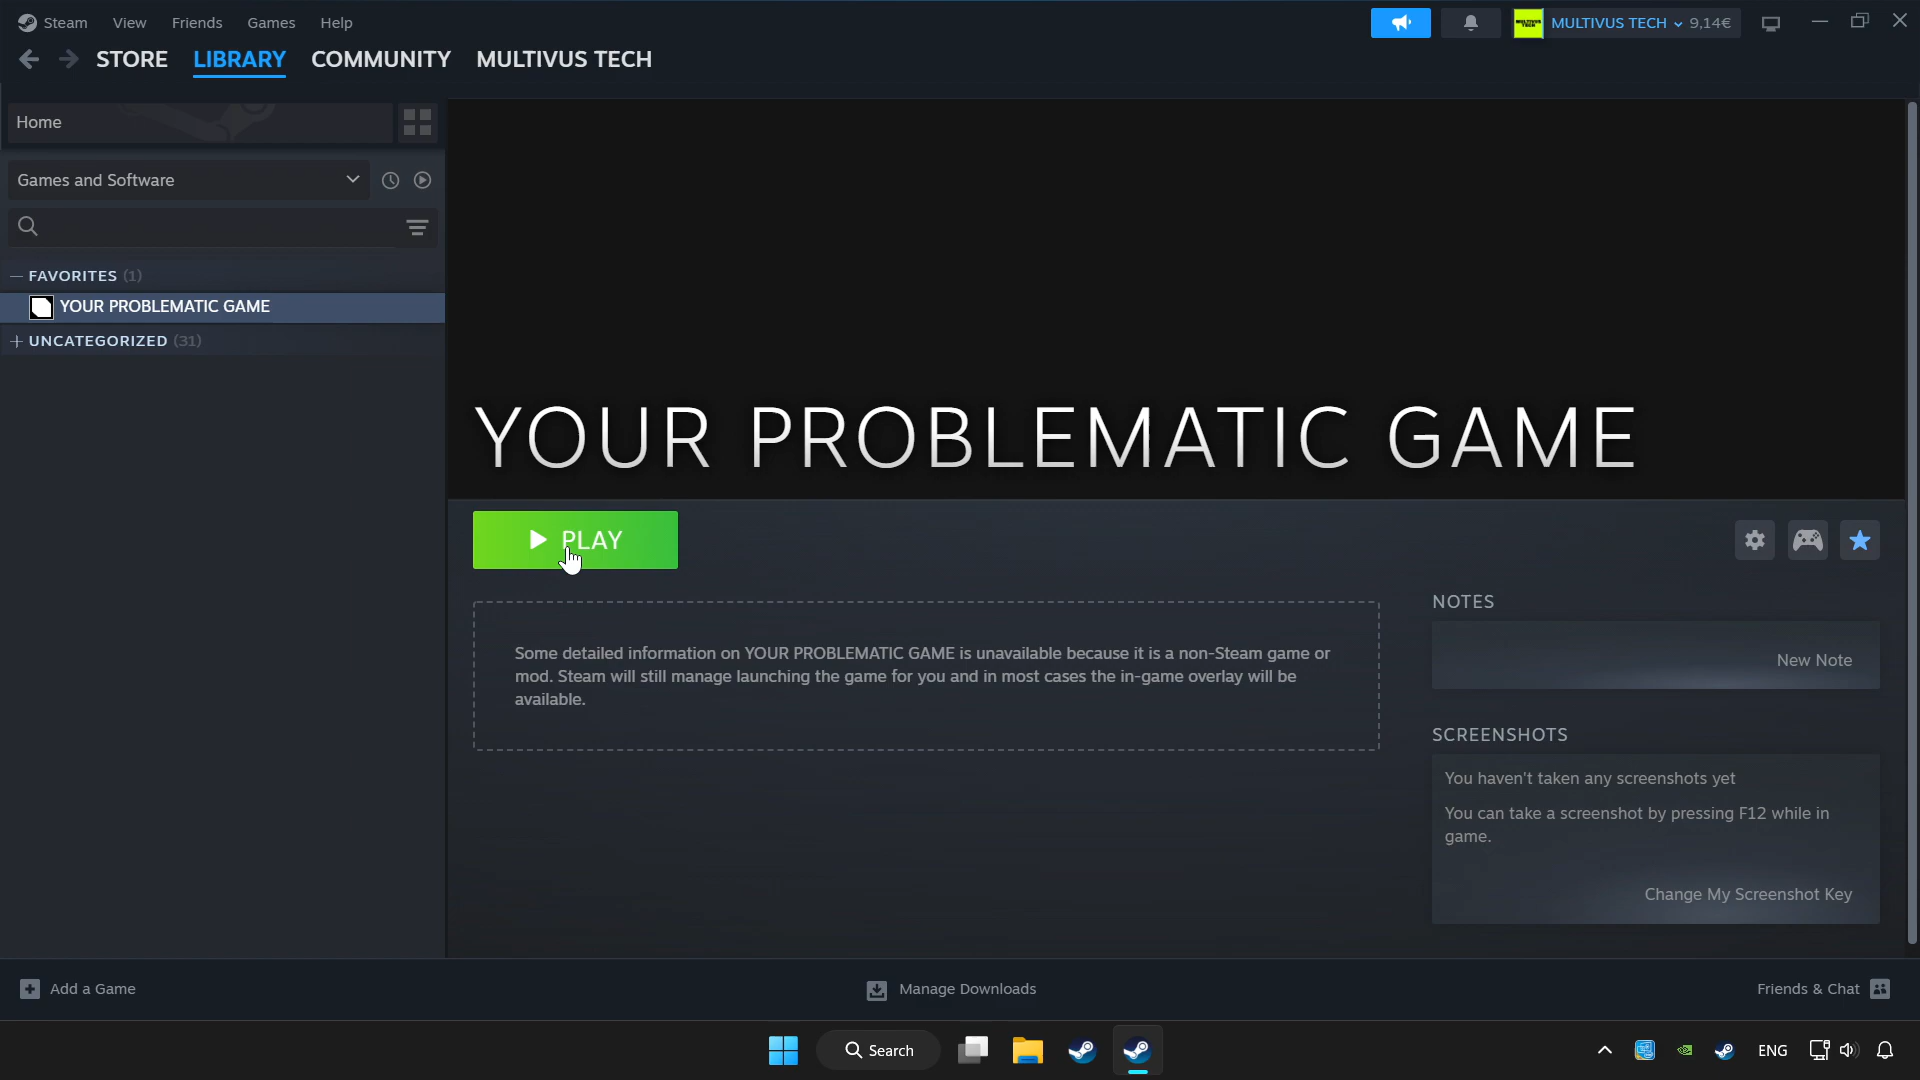 Steam View Friends Games Help
MULTIVUS TECH 9,14€
STORE LIBRARY COMMUNITY MULTIVUS TECH
Home
Games and Software
— FAVORITES (1)
YOUR PROBLEMATIC GAME
+ UNCATEGORIZED (31)
YOUR PROBLEMATIC GAME
PLAY
Some detailed information on YOUR PROBLEMATIC GAME is unavailable because it is a non-Steam game or
mod. Steam will still manage launching the game for you and in most cases the in-game overlay will be
available.
NOTES
New Note
SCREENSHOTS
You haven't taken any screenshots yet
You can take a screenshot by pressing F12 while in
game.
Change My Screenshot Key
Add a Game
Manage Downloads
Friends & Chat
Search
ENG